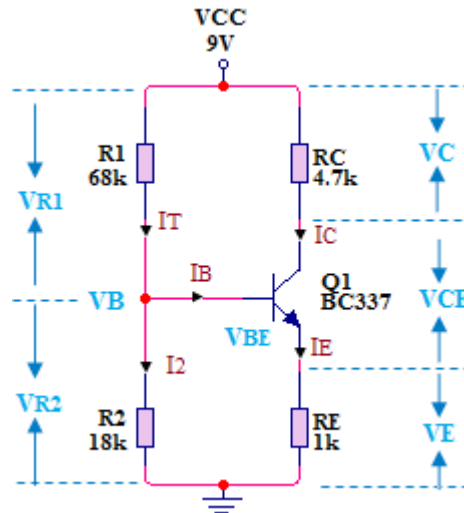 VCC
9V
R1
68k
RC
4.7k
VR1
VC
IT
IC
IB
Q1
BC337
VB
VCE
VBE
IE
I2
VR2
R2
18k
RE
1k
VE